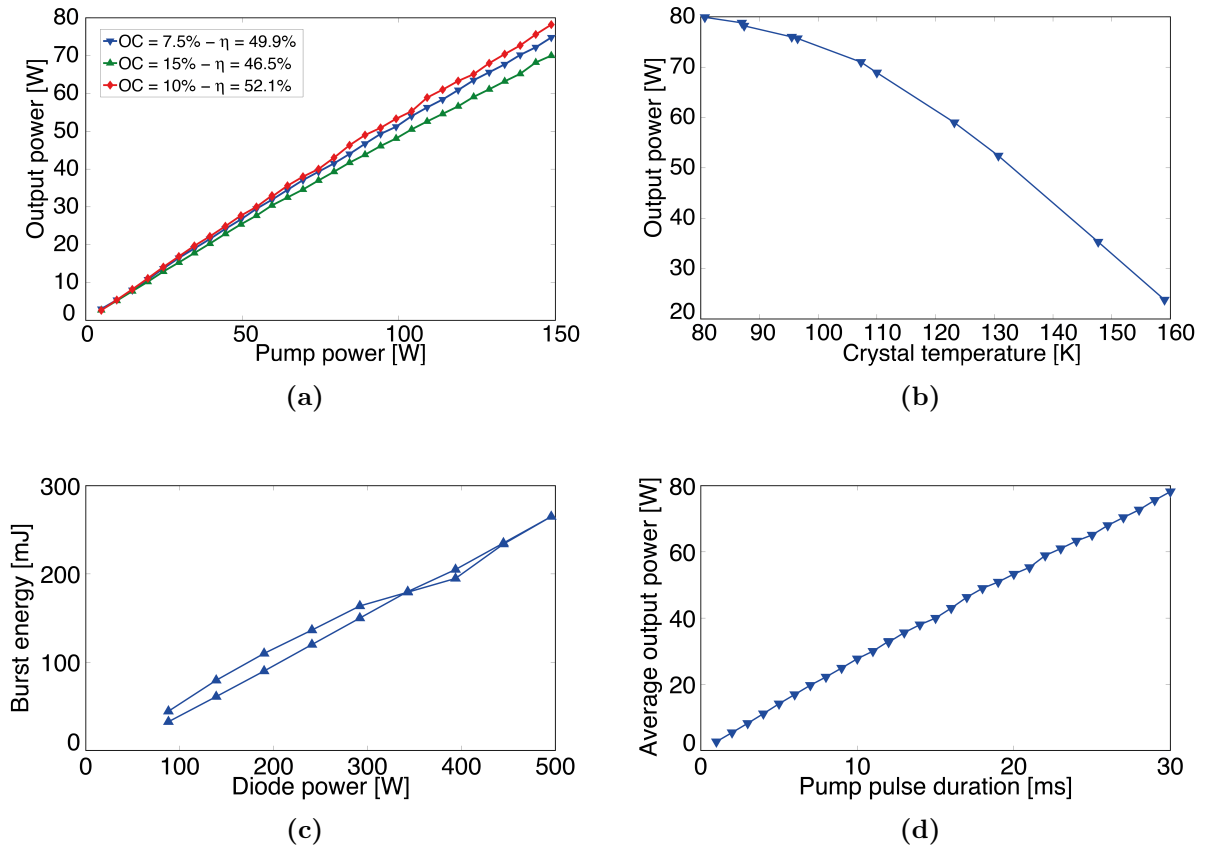 80
70
60
50
40
30
20
10
0
Output power [W]
OC = 7.5% − η = 49.9%
OC = 15% − η = 46.5%
OC = 10% − η = 52.1%
0 50 100 150
Pump power [W]
(a)
80
70
60
50
40
30
20
Output power [W]
80 90 100 110 120 130 140 150 160
Crystal temperature [K]
(b)
300
200
100
0
Burst energy [mJ]
0 100 200 300 400 500
Diode power [W]
(c)
80
60
40
20
0
Average output power [W]
0 10 20 30
Pump pulse duration [ms]
(d)